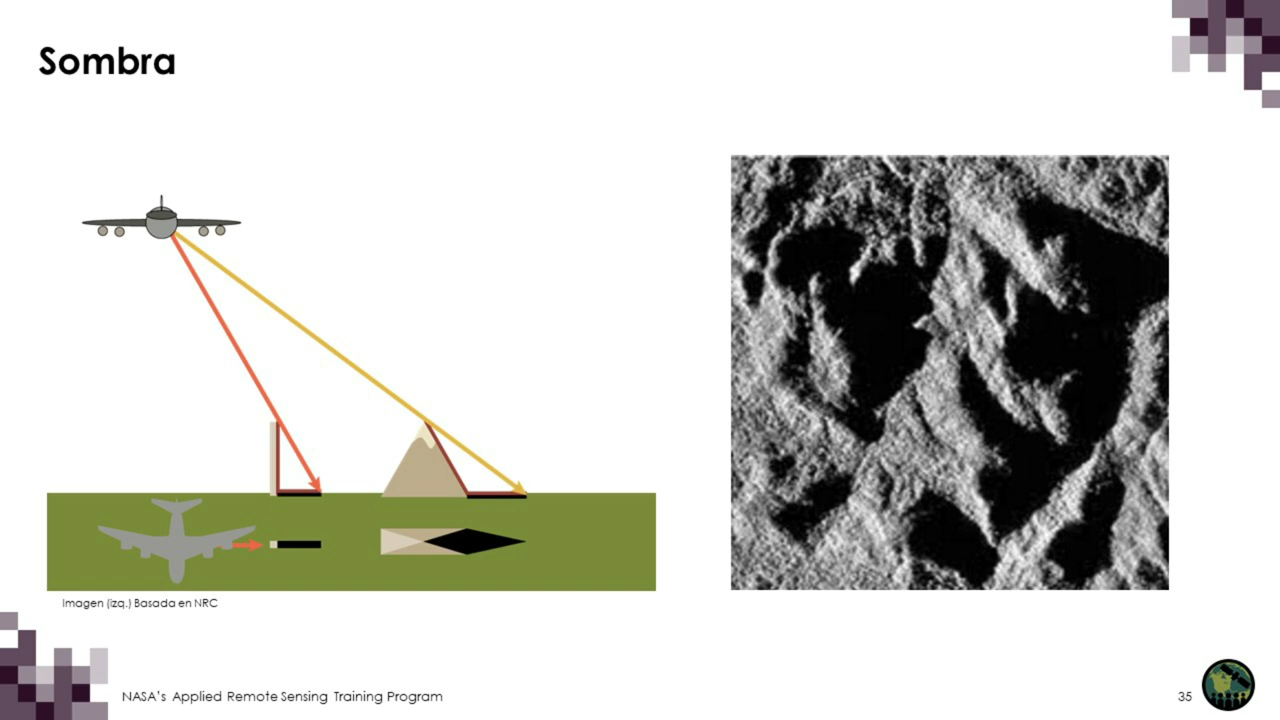 Sombra
Imagen (izq.) Basada en NRC
NASA's Applied Remote Sensing Training Program
35